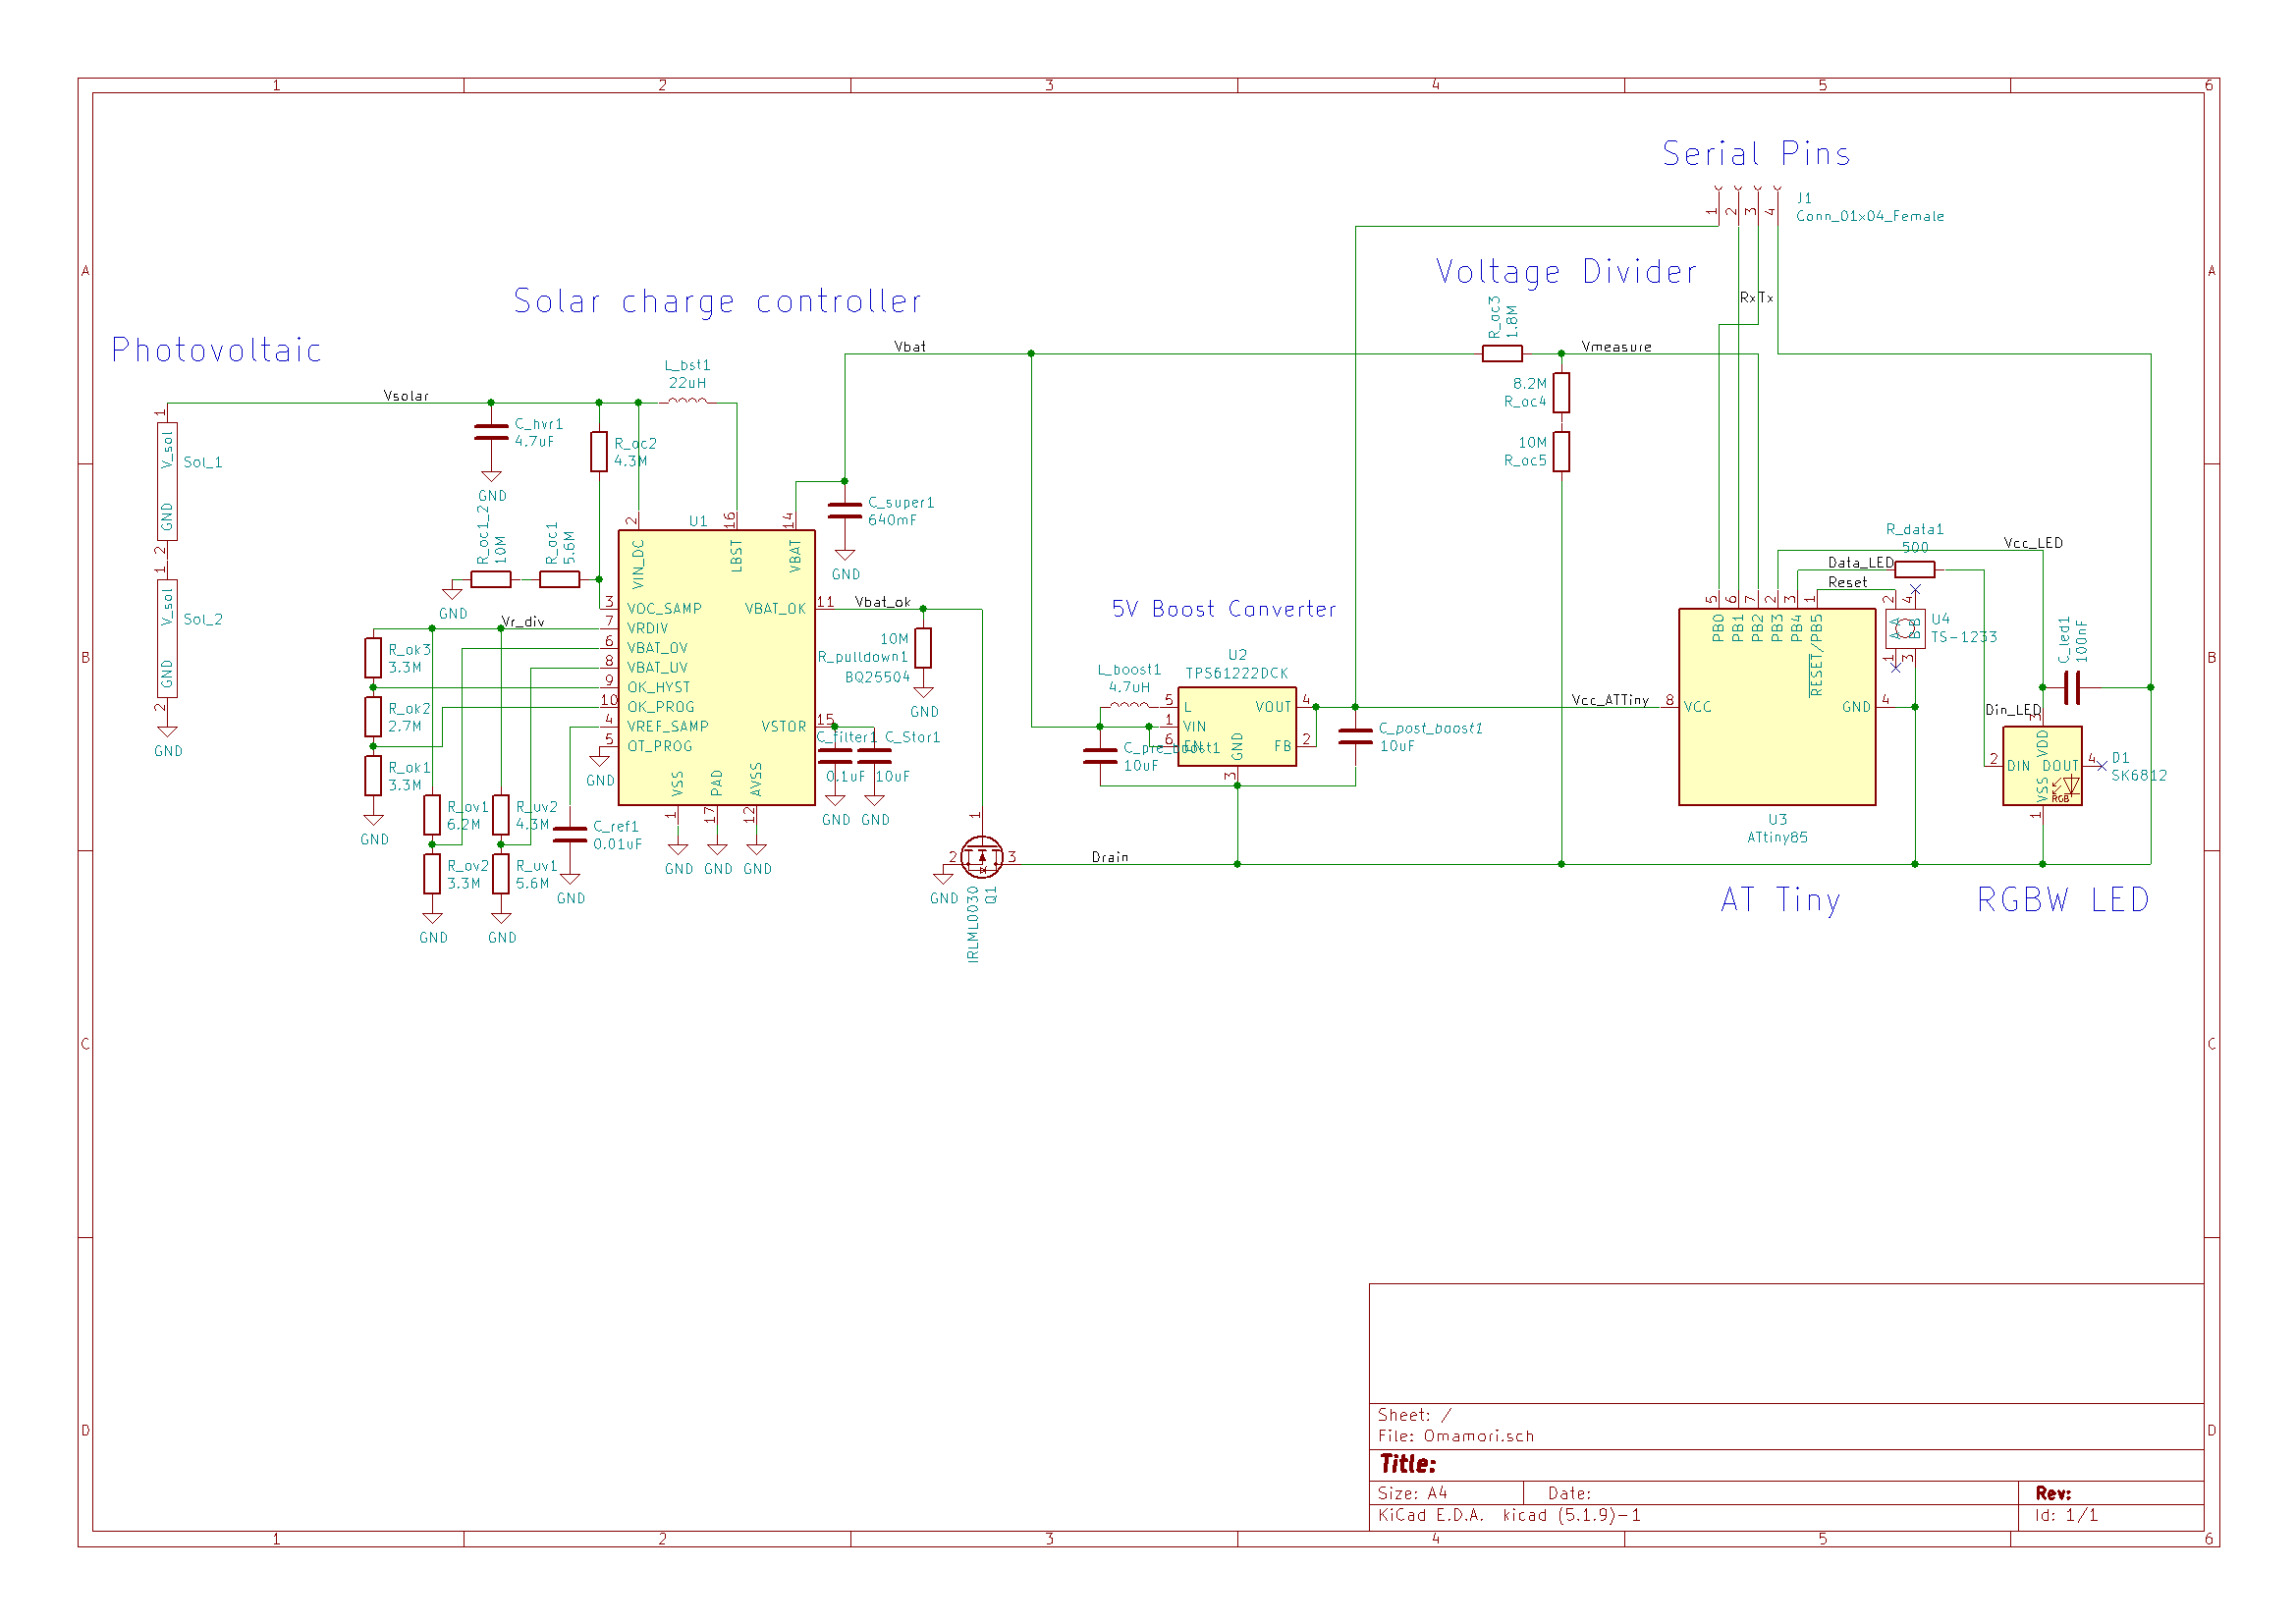 1 2 3 4 5 6
A
B
C
D
A
B
C
D
1 2 3 4 5 6
Serial Pins
1 2 3 4
J1
Conn_01x04_Female
Voltage Divider
Solar charge controller
Photovoltaic
Rx
Tx
R_oc3
1.8M
Vbat
Vmeasure
8.2M
R_oc4
10M
R_oc5
L_bst1
22uH
Vsolar
C_hvr1
4.7uF
GND
R_oc2
4.3M
1
V_sol
GND
2
Sol_1
1
V_sol
GND
2
Sol_2
GND
R_oc1_2
10M
R_oc1
5.6M
GND
C_super1
640mF
GND
U1
2 VIN_DC
16 LBST
14 VBAT
3 VOC_SAMP
7 VRDIV
6 VBAT_OV
8 VBAT_UV
9 OK_HYST
10 OK_PROG
4 VREF_SAMP
5 OT_PROG
VBAT_OK 11
VSTOR 15
VSS 1
PAD 17
AVSS 12
BQ25504
GND
GND
GND
GND
Vr_div
R_ok3
3.3M
R_ok2
2.7M
R_ok1
3.3M
GND
R_ov1
6.2M
R_ov2
3.3M
GND
R_uv2
4.3M
R_uv1
5.6M
GND
C_ref1
0.01uF
GND
Vbat_ok
10M
R_pulldown1
GND
C_filter1
0.1uF
GND
C_Stor1
10uF
GND
1
2
3
GND
IRLML0030
Q1
Drain
5V Boost Converter
L_boost1
4.7uH
U2
TPS61222DCK
5 L
1 VIN
6 EN
VOUT 4
FB 2
GND 3
C_pre_boost1
10uF
C_post_boost1
10uF
Vcc_ATTiny
5 PB0
6 PB1
7 PB2
2 PB3
3 PB4
1 RESET/PB5
8 VCC
GND 4
U3
ATtiny85
R_data1
500
Vcc_LED
Data_LED
Reset
2 A
4 B
A 1
B 3
U4
TS-1233
C_led1
100nF
Din_LED
3 VDD
2 DIN
DOUT 4
VSS 1
RGB
D1
SK6812
AT Tiny
RGBW LED
Sheet: /
File: Omamori.sch
Title:
Size: A4
Date:
Rev:
KiCad E.D.A. kicad (5.1.9)-1
Id: 1/1